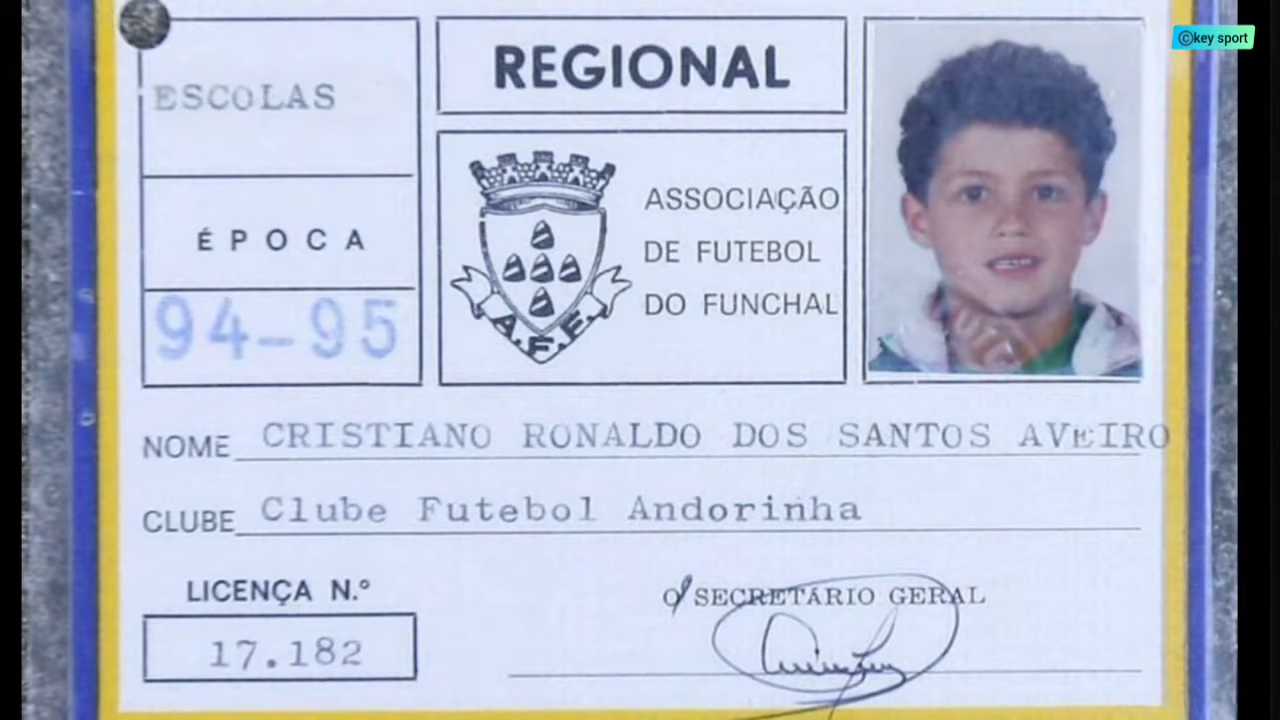 ©key sport
REGIONAL
ESCOLAS
ÉPOCA
94-95
ASSOCIAÇÃO
DE FUTEBOL
DO FUNCHAL
A.F.F.
NOME CRISTIANO RONALDO DOS SANTOS AVEIRO
CLUBE Clube Futebol Andorinha
LICENÇA N.º
17.182
O SECRETÁRIO GERAL